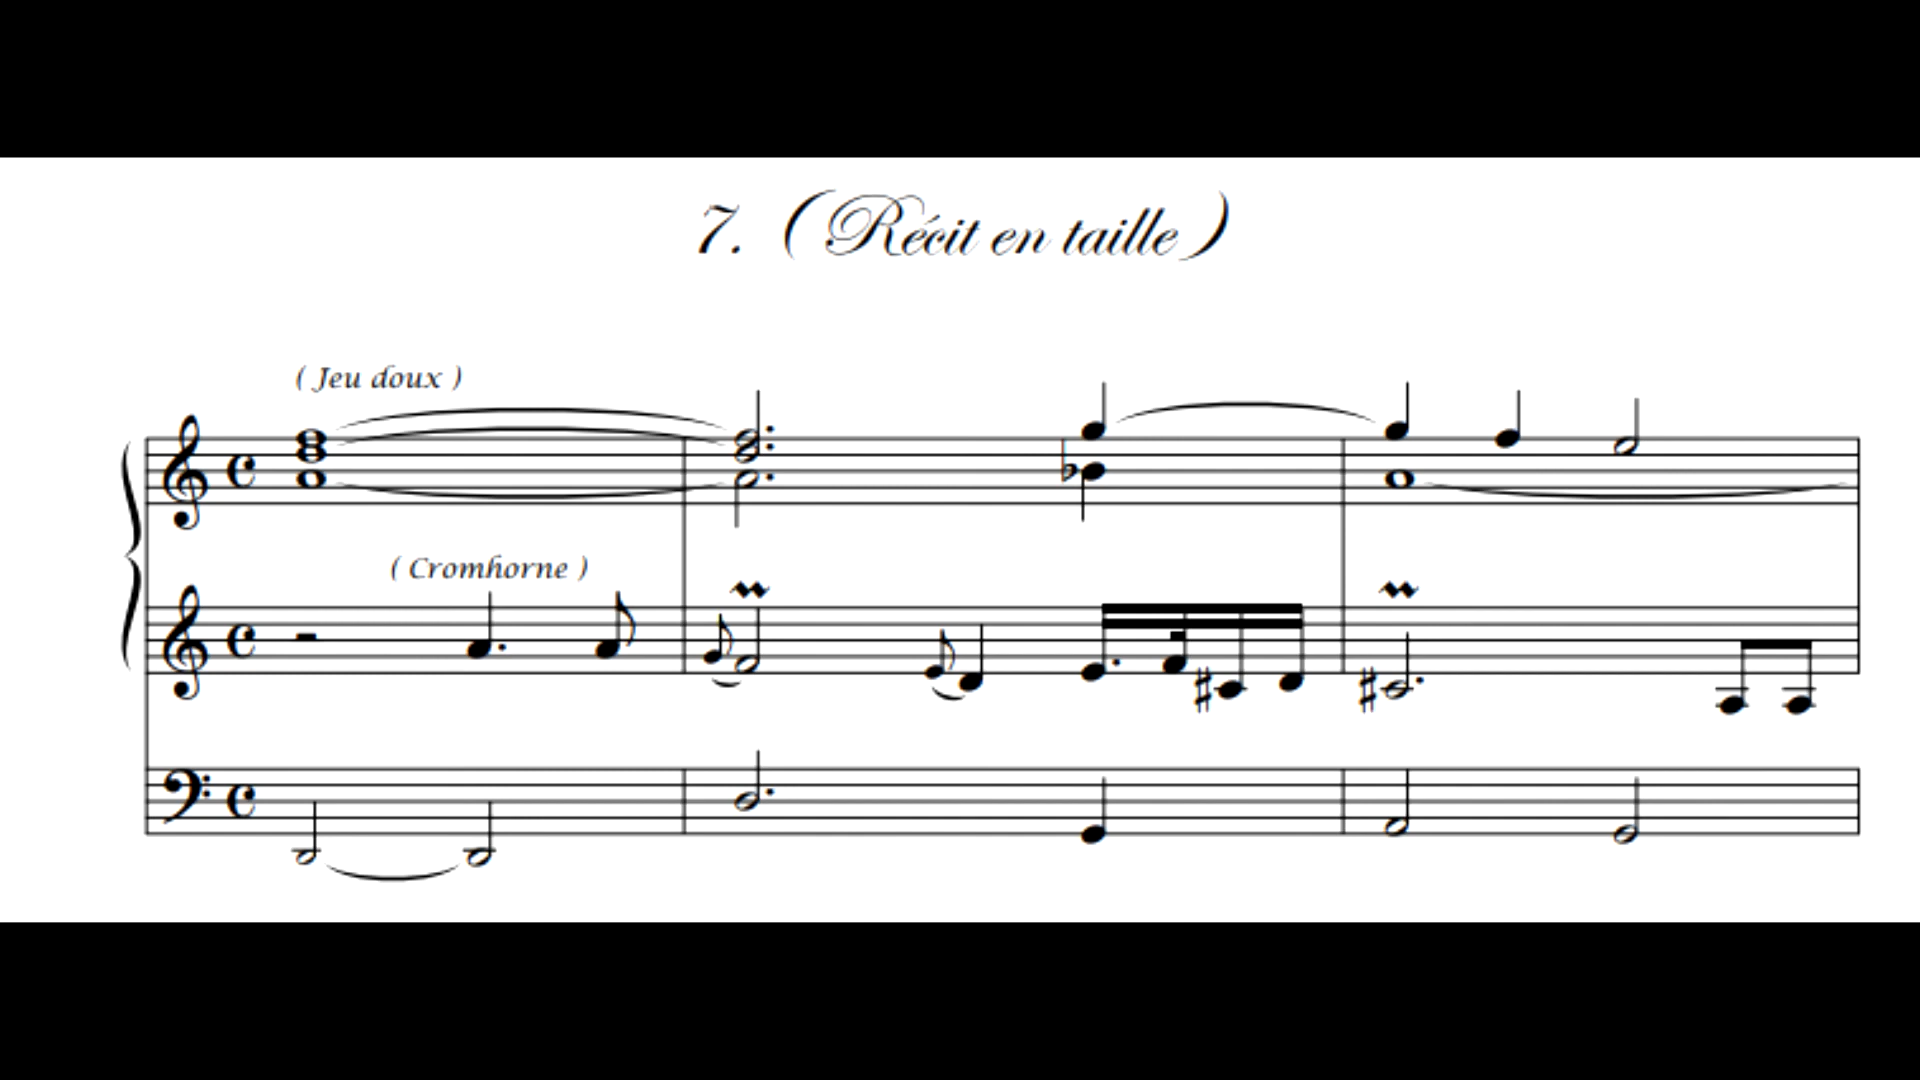 7. (Récit en taille)
( Jeu doux )
( Cromhorne )